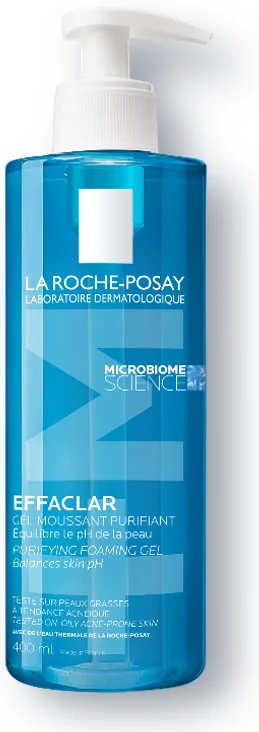 LA ROCHE-POSAY
LABORATOIRE DERMATOLOGIQUE
MICROBIOME
SCIENCE
EFFACLAR
GEL MOUSSANT PURIFIANT
Équilibre le pH de la peau
PURIFYING FOAMING GEL
Balances skin pH
TESTÉ SUR PEAUX GRASSES
À TENDANCE ACNÉIQUE
TESTED ON OILY ACNE-PRONE SKIN
AVEC DE L'EAU THERMALE DE LA ROCHE-POSAY
400 ml Made in France